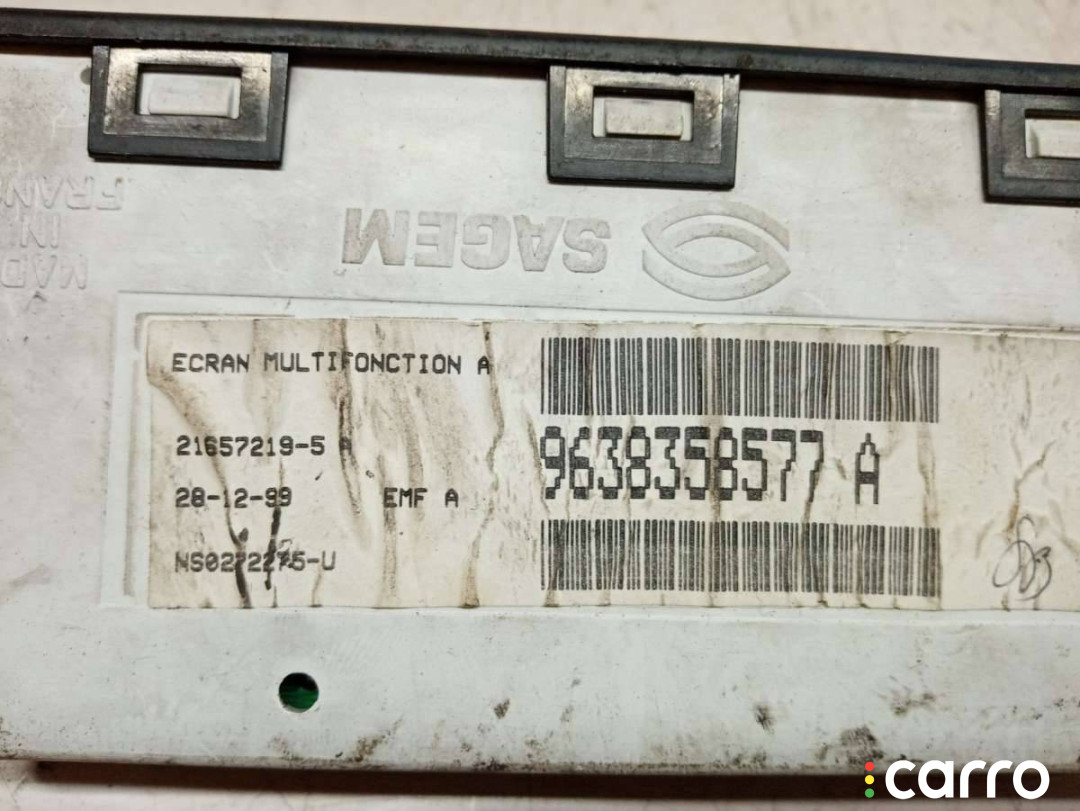 MADE
IN
FRANCE
SAGEM
ECRAN MULTIFONCTION A
21657219-5 A
28-12-99 EMF A
NS0272275-U
9638358577 A
carro